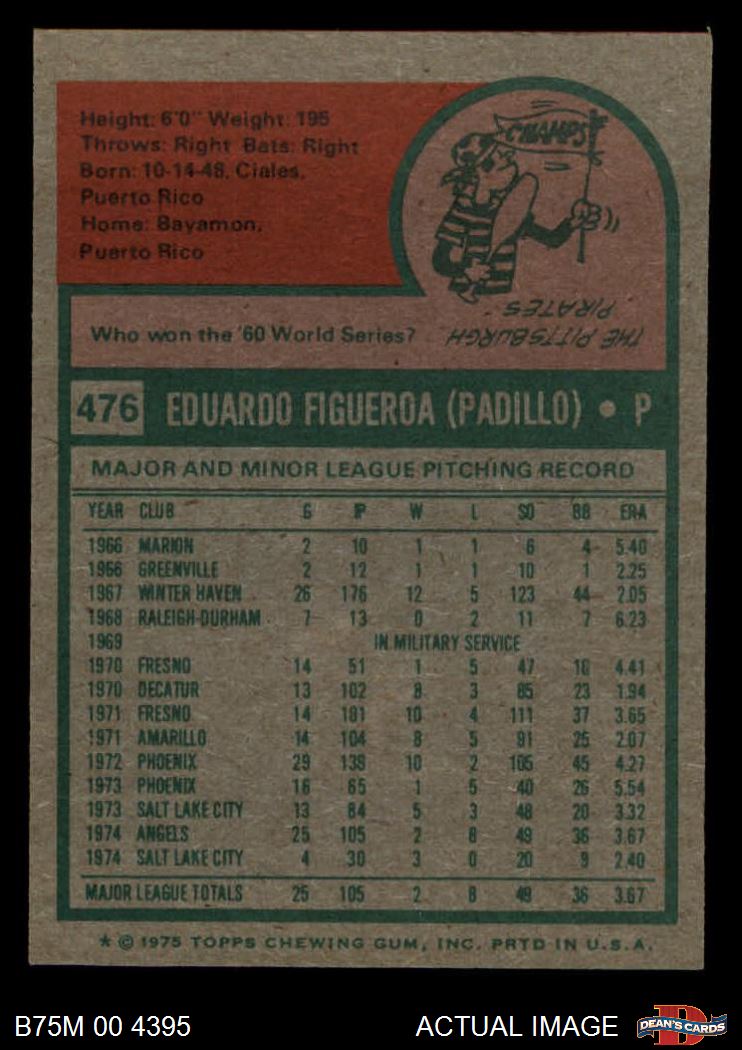 Height: 6'0" Weight: 195
Throws: Right Bats: Right
Born: 10-14-48, Ciales,
Puerto Rico
Home: Bayamon,
Puerto Rico
CHAMPS
Who won the '60 World Series?
THE PITTSBURGH
PIRATES
476 EDUARDO FIGUEROA (PADILLO) • P
MAJOR AND MINOR LEAGUE PITCHING RECORD
YEAR CLUB G IP W L SO BB ERA
1966 MARION 2 10 1 1 6 4 5.40
1966 GREENVILLE 2 12 1 1 10 1 2.25
1967 WINTER HAVEN 26 176 12 5 123 44 2.05
1968 RALEIGH-DURHAM 7 13 0 2 11 7 6.23
1969 IN MILITARY SERVICE
1970 FRESNO 14 51 1 5 47 18 4.41
1970 DECATUR 13 102 8 3 85 23 1.94
1971 FRESNO 14 181 10 4 111 37 3.65
1971 AMARILLO 14 104 8 5 91 25 2.07
1972 PHOENIX 29 139 10 2 105 45 4.27
1973 PHOENIX 16 65 1 5 40 26 5.54
1973 SALT LAKE CITY 13 84 5 3 48 20 3.32
1974 ANGELS 25 105 2 8 49 36 3.67
1974 SALT LAKE CITY 4 30 3 0 20 9 2.40
MAJOR LEAGUE TOTALS 25 105 2 8 49 36 3.67
* © 1975 TOPPS CHEWING GUM, INC. PRTD IN U.S.A.
B75M 00 4395 ACTUAL IMAGE
DEAN'S CARDS